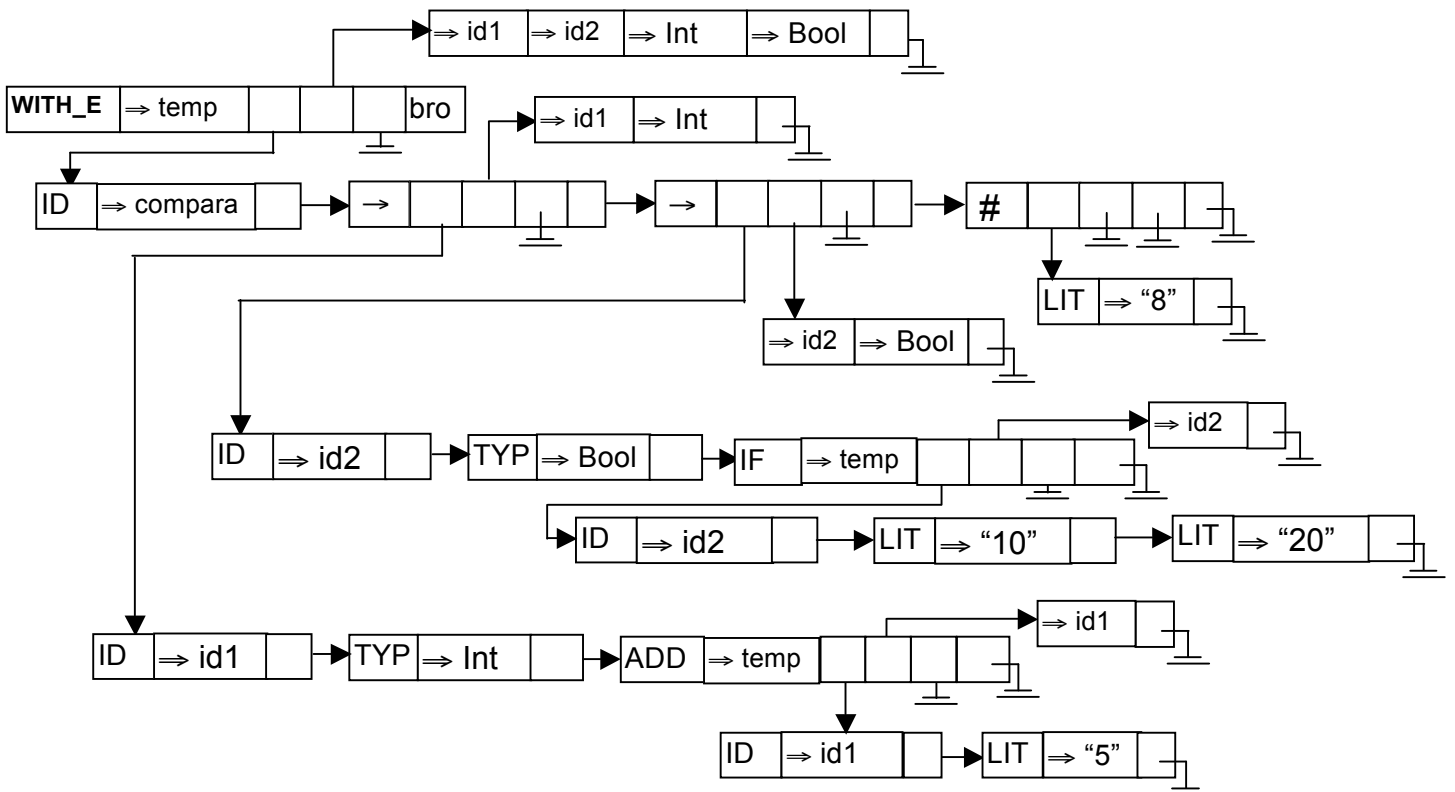 ⇒ id1 ⇒ id2 ⇒ Int ⇒ Bool
WITH_E ⇒ temp bro
⇒ id1 ⇒ Int
ID ⇒ compara → → #
LIT ⇒ “8”
⇒ id2 ⇒ Bool
⇒ id2
ID ⇒ id2 TYP ⇒ Bool IF ⇒ temp
ID ⇒ id2 LIT ⇒ “10” LIT ⇒ “20”
⇒ id1
ID ⇒ id1 TYP ⇒ Int ADD ⇒ temp
ID ⇒ id1 LIT ⇒ “5”